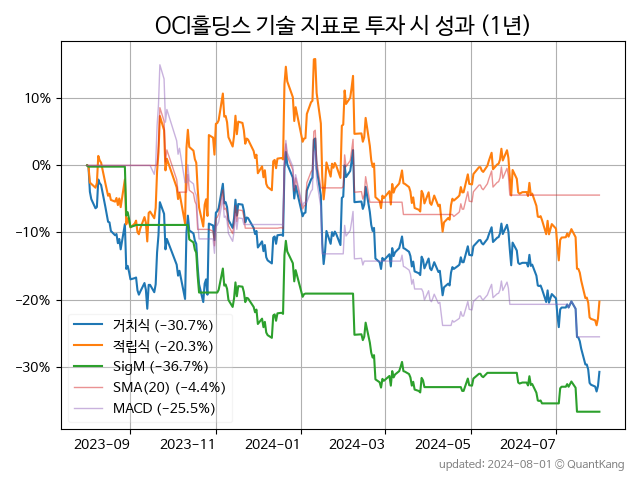 OCI홀딩스 기술 지표로 투자 시 성과 (1년)
10%
0%
−10%
−20%
−30%
거치식 (−30.7%)
적립식 (−20.3%)
SigM (−36.7%)
SMA(20) (−4.4%)
MACD (−25.5%)
2023−09 2023−11 2024−01 2024−03 2024−05 2024−07
updated: 2024-08-01 © QuantKang